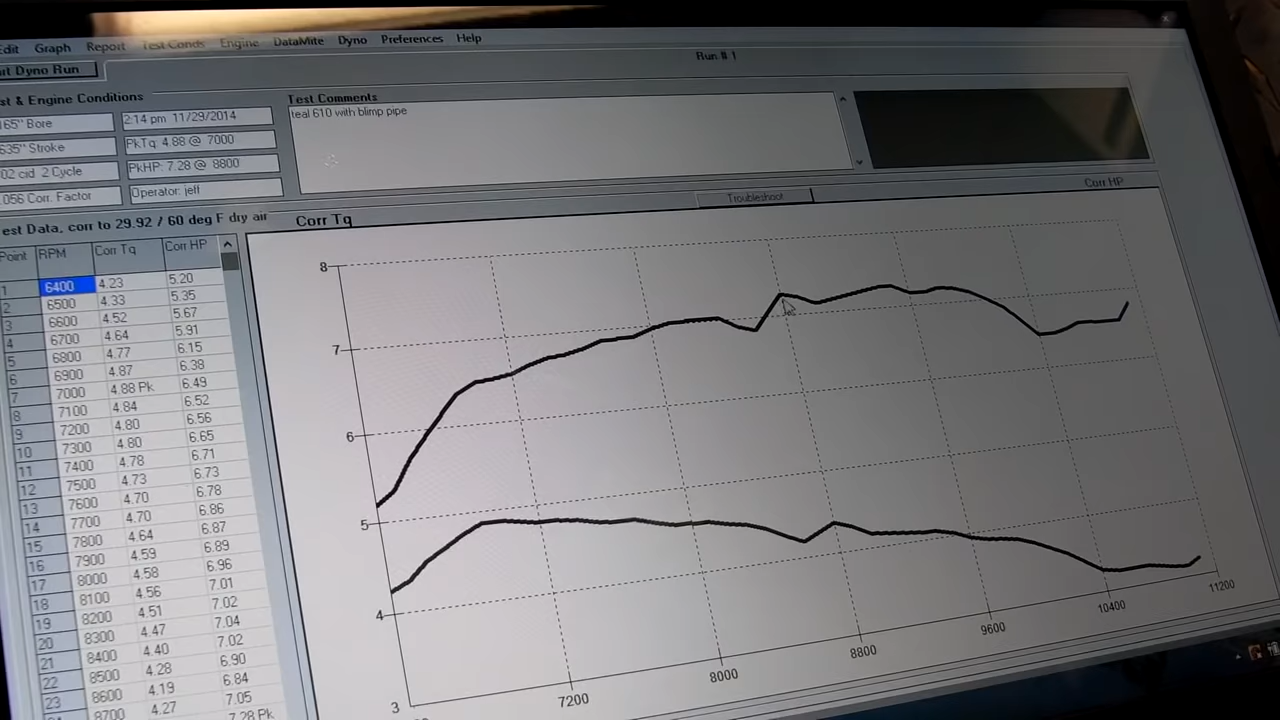 Edit Graph Report Test Conds Engine DataMite Dyno Preferences Help
rt Dyno Run
Run # 1
st & Engine Conditions
Test Comments
165" Bore
2:14 pm 11/29/2014
teal 610 with blimp pipe
635" Stroke
PkTq: 4.88 @ 7000
02 cid 2 Cycle
PkHP: 7.28 @ 8800
.056 Corr. Factor
Operator: jeff
Troubleshoot
Corr HP
est Data, corr to 29.92 / 60 deg F dry air
Corr Tq
Point RPM Corr Tq Corr HP
1 6400 4.23 5.20
2 6500 4.33 5.35
3 6600 4.52 5.67
4 6700 4.64 5.91
5 6800 4.77 6.15
6 6900 4.87 6.38
7 7000 4.88 Pk 6.49
8 7100 4.84 6.52
9 7200 4.80 6.56
10 7300 4.80 6.65
11 7400 4.78 6.71
12 7500 4.73 6.73
13 7600 4.70 6.78
14 7700 4.70 6.86
15 7800 4.64 6.87
16 7900 4.59 6.89
17 8000 4.58 6.96
18 8100 4.56 7.01
19 8200 4.51 7.02
20 8300 4.47 7.04
21 8400 4.40 7.02
22 8500 4.28 6.90
23 8600 4.19 6.84
8700 4.27 7.05
7.28 Pk
8
7
6
5
4
3
7200
8000
8800
9600
10400
11200